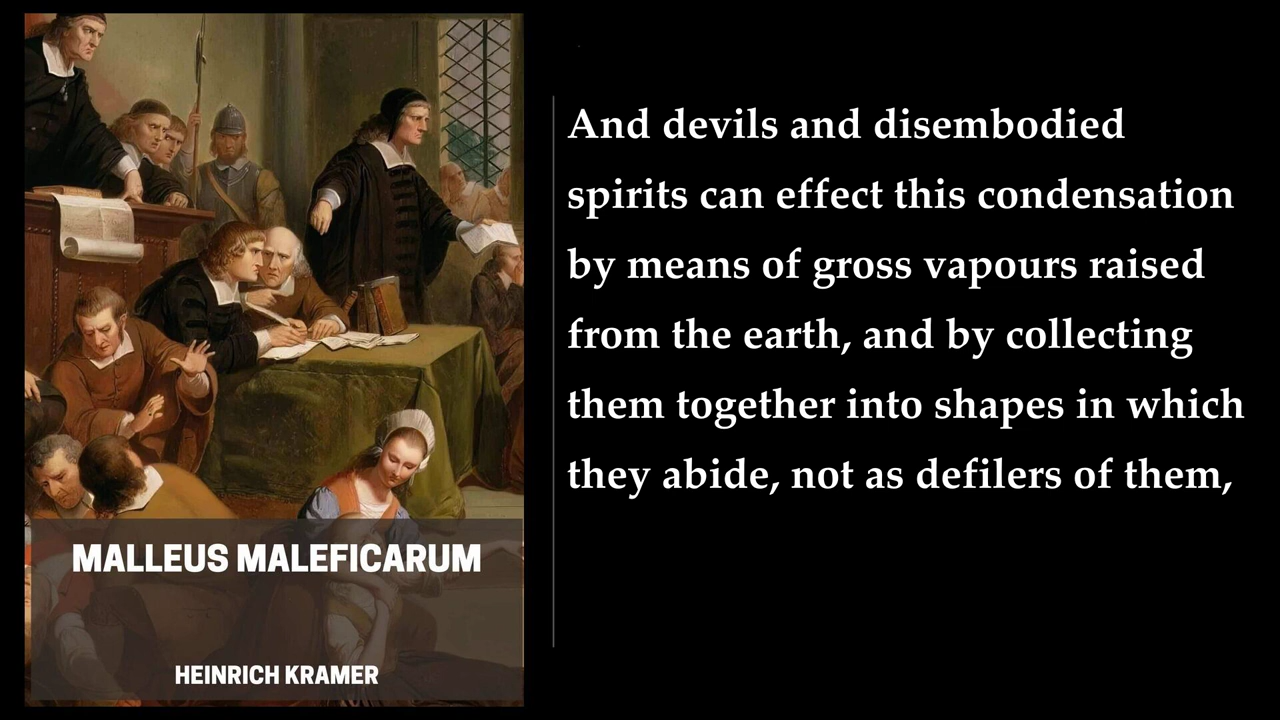 MALLEUS MALEFICARUM
HEINRICH KRAMER
And devils and disembodied
spirits can effect this condensation
by means of gross vapours raised
from the earth, and by collecting
them together into shapes in which
they abide, not as defilers of them,